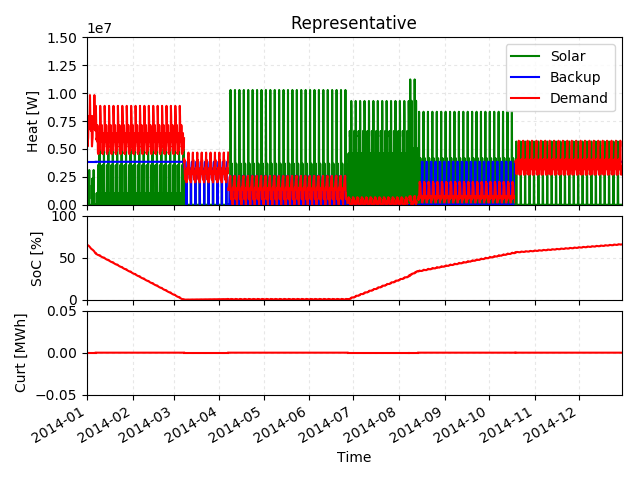 Representative
1e7
1.50
1.25
1.00
0.75
0.50
0.25
0.00
Heat [W]
Solar
Backup
Demand
100
50
0
SoC [%]
0.05
0.00
−0.05
Curt [MWh]
2014-01
2014-02
2014-03
2014-04
2014-05
2014-06
2014-07
2014-08
2014-09
2014-10
2014-11
2014-12
Time